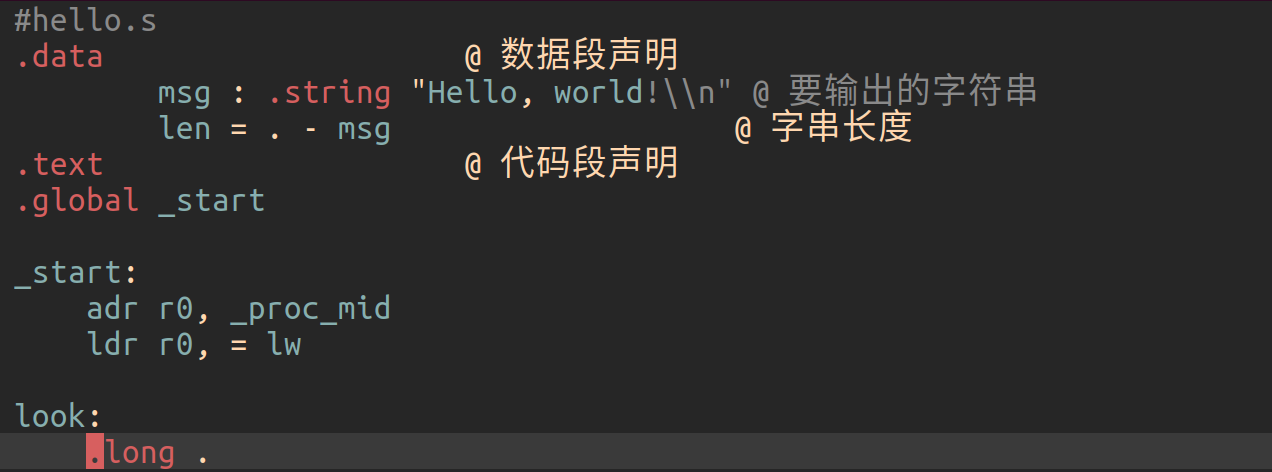 #hello.s
.data @ 数据段声明
msg : .string "Hello, world!\\n" @ 要输出的字符串
len = . - msg @ 字串长度
.text @ 代码段声明
.global _start
_start:
adr r0, _proc_mid
ldr r0, = lw
look:
.long .